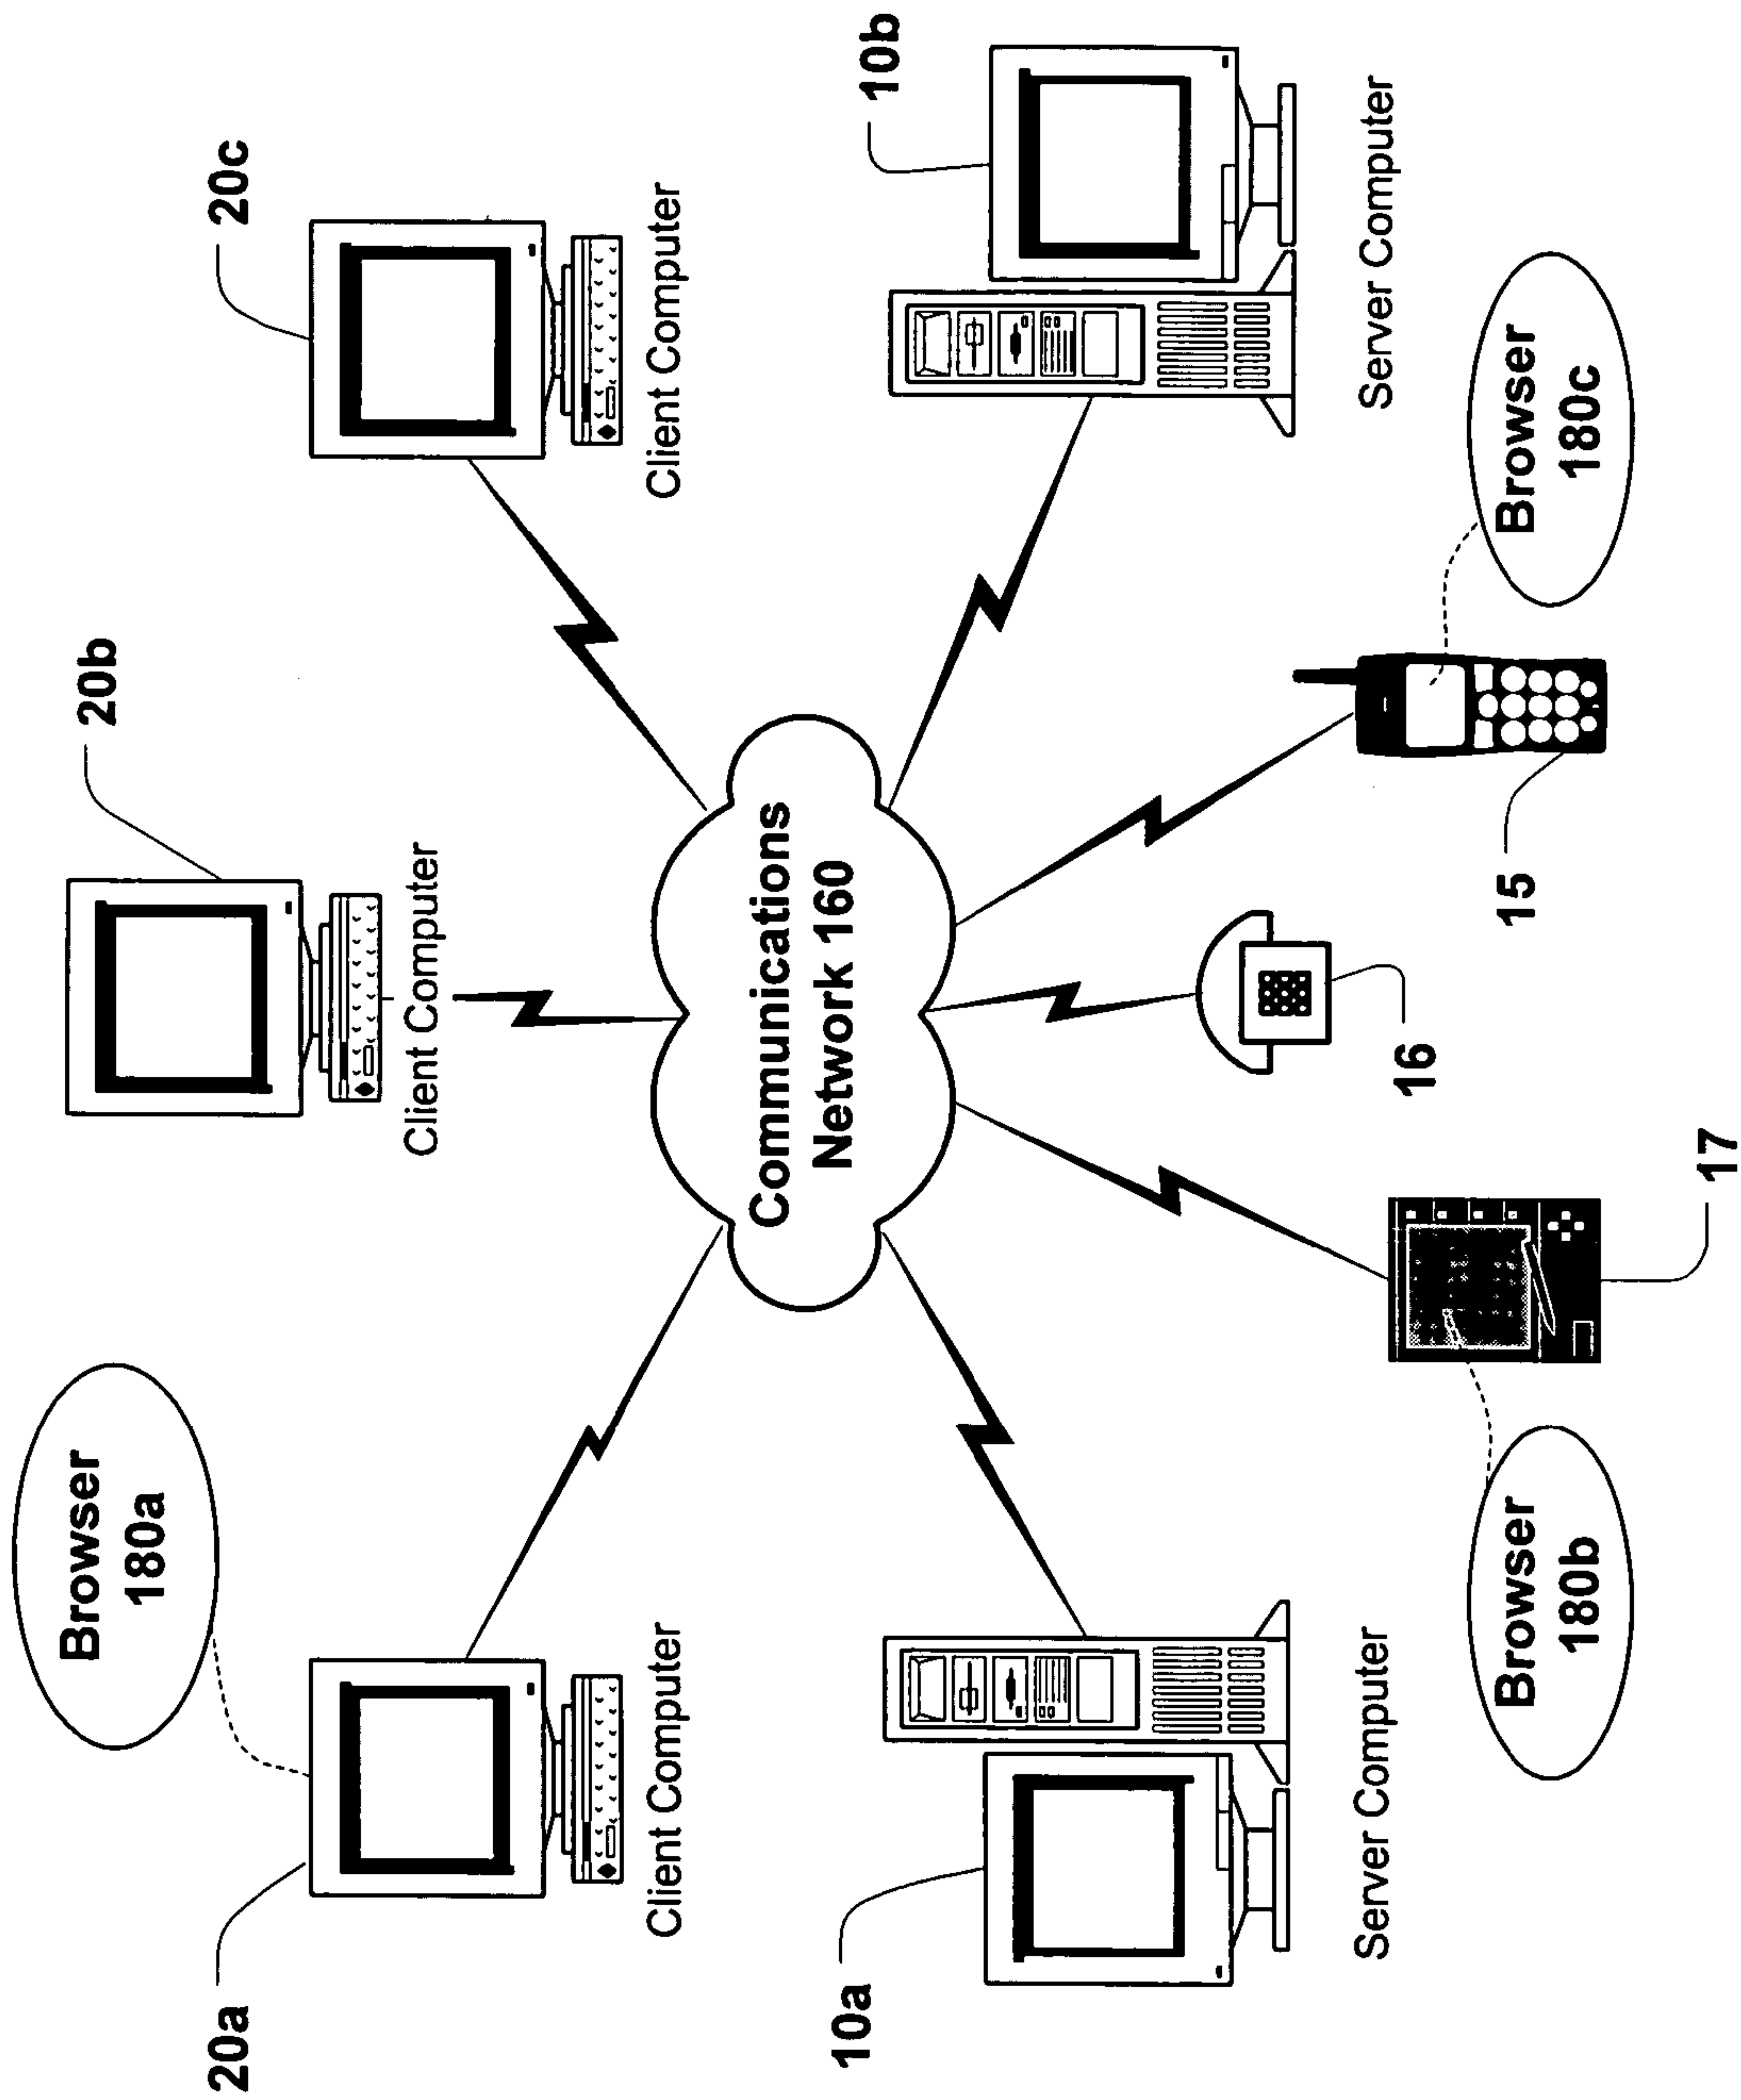 20b
20a
Browser
180a
20c
Client Computer
Client Computer
Client Computer
Communications
Network 160
10a
10b
Server Computer
Server Computer
16
15
Browser
180b
Browser
180c
17